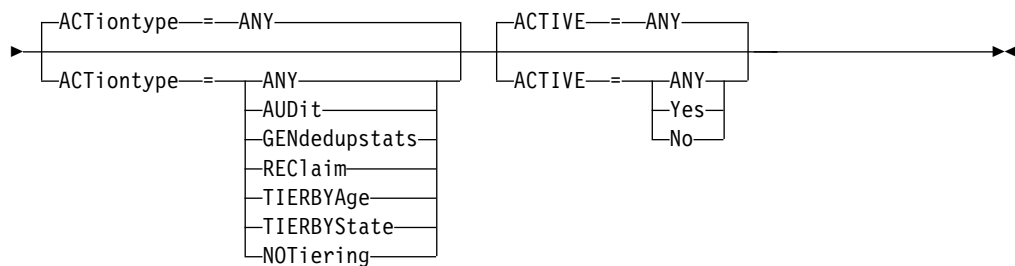 ACTiontype = ANY ACTIVE = ANY
ACTiontype = ANY ACTIVE = ANY
AUDit Yes
GENdedupstats No
REClaim
TIERBYAge
TIERBYState
NOTiering